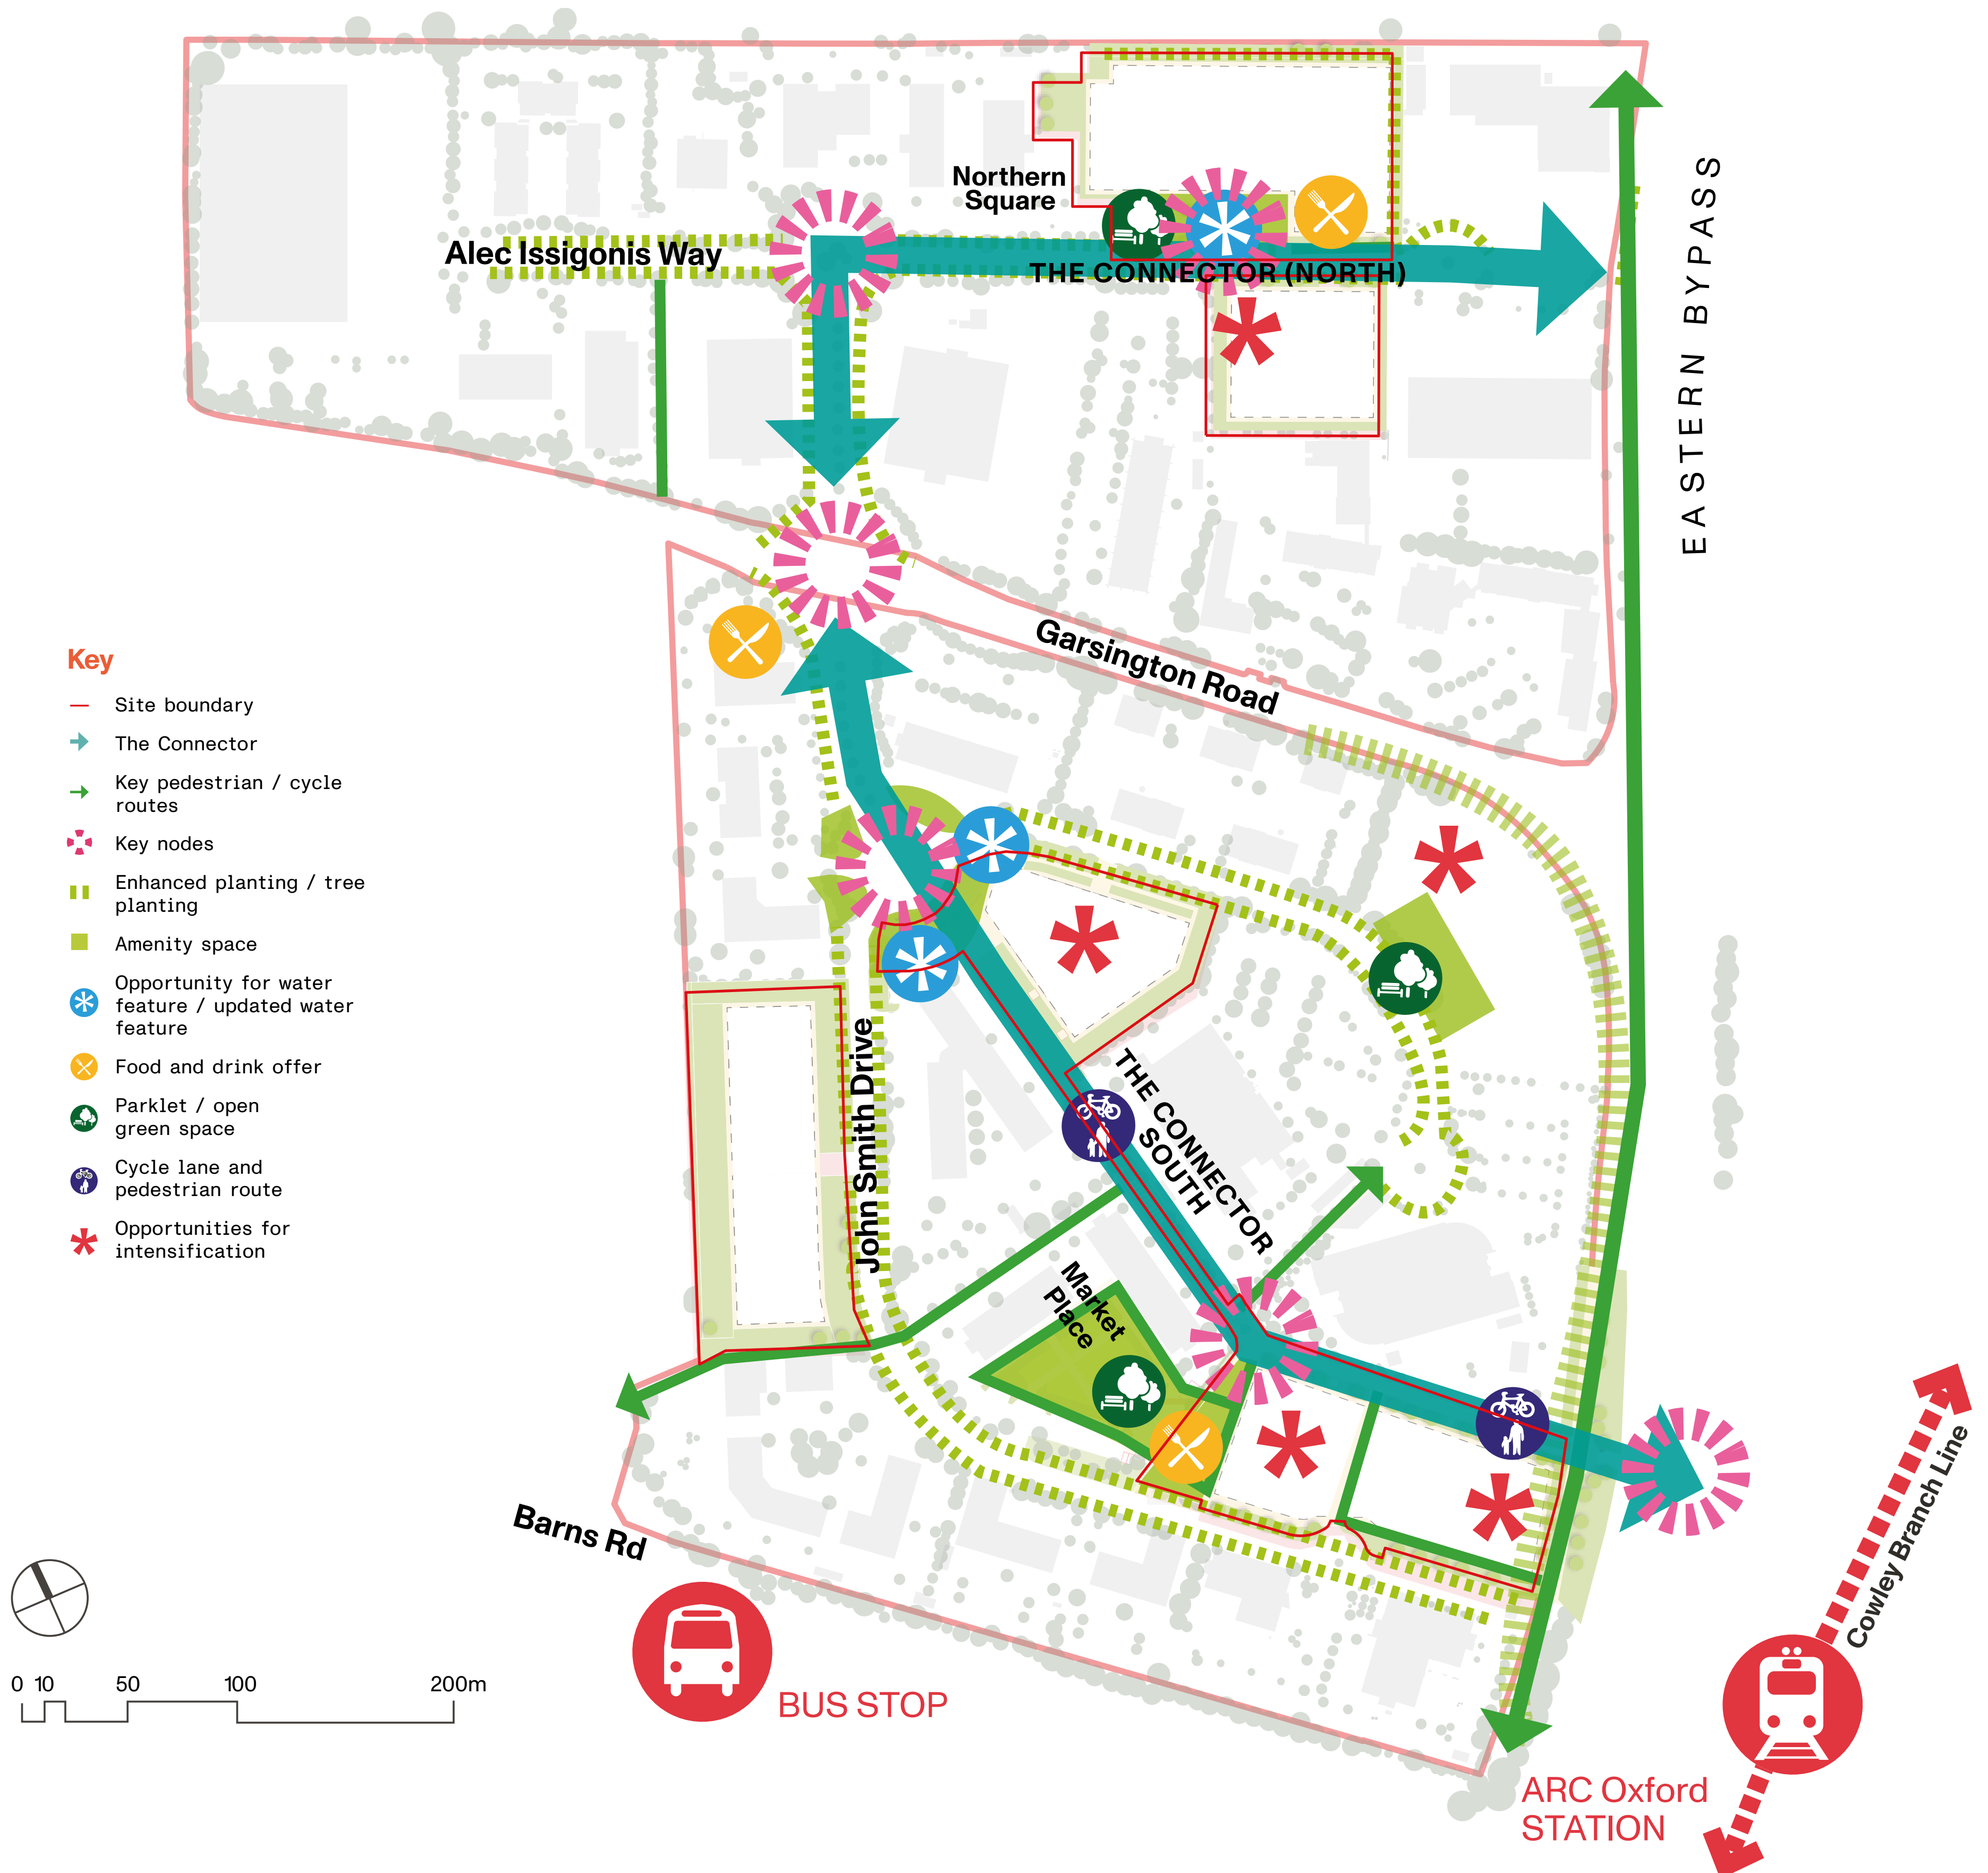 Northern
Square
Alec Issigonis Way
THE CONNECTOR (NORTH)
EASTERN BYPASS
Garsington Road
Key
Site boundary
The Connector
Key pedestrian / cycle
routes
Key nodes
Enhanced planting / tree
planting
Amenity space
Opportunity for water
feature / updated water
feature
Food and drink offer
Parklet / open
green space
Cycle lane and
pedestrian route
Opportunities for
intensification
John Smith Drive
THE CONNECTOR
SOUTH
Market
Place
Barns Rd
Cowley Branch Line
0 10 50 100 200m
BUS STOP
ARC Oxford
STATION